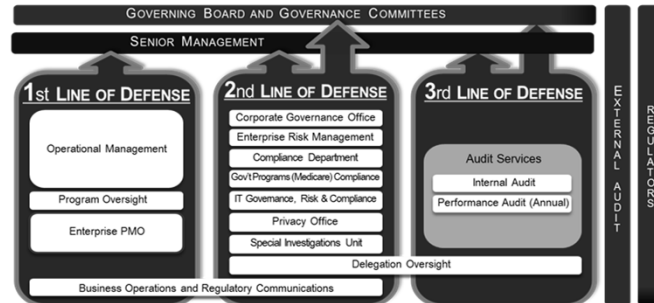 GOVERNING BOARD AND GOVERNANCE COMMITTEES
SENIOR MANAGEMENT
1st LINE OF DEFENSE
Operational Management
Program Oversight
Enterprise PMO
2nd LINE OF DEFENSE
Corporate Governance Office
Enterprise Risk Management
Compliance Department
Gov't Programs (Medicare) Compliance
IT Governance, Risk & Compliance
Privacy Office
Special Investigations Unit
3rd LINE OF DEFENSE
Audit Services
Internal Audit
Performance Audit (Annual)
Delegation Oversight
Business Operations and Regulatory Communications
EXTERNAL AUDIT
REGULATORS